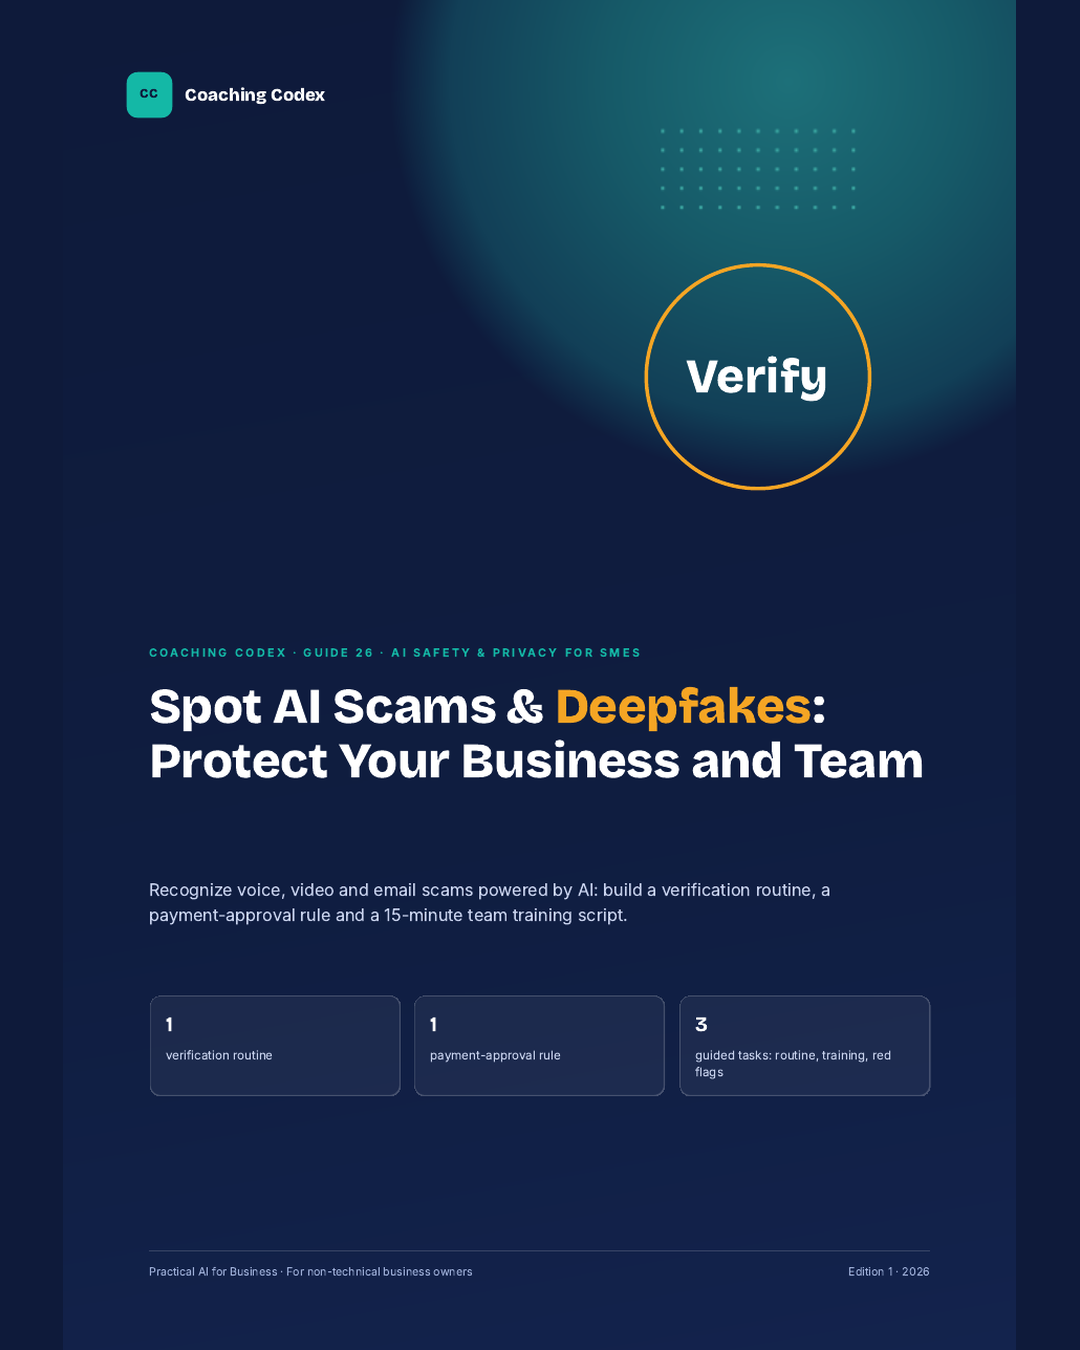 CC
Coaching Codex
Verify
COACHING CODEX · GUIDE 26 · AI SAFETY & PRIVACY FOR SMES
Spot AI Scams & Deepfakes:
Protect Your Business and Team
Recognize voice, video and email scams powered by AI: build a verification routine, a
payment-approval rule and a 15-minute team training script.
1
verification routine
1
payment-approval rule
3
guided tasks: routine, training, red
flags
Practical AI for Business · For non-technical business owners
Edition 1 · 2026